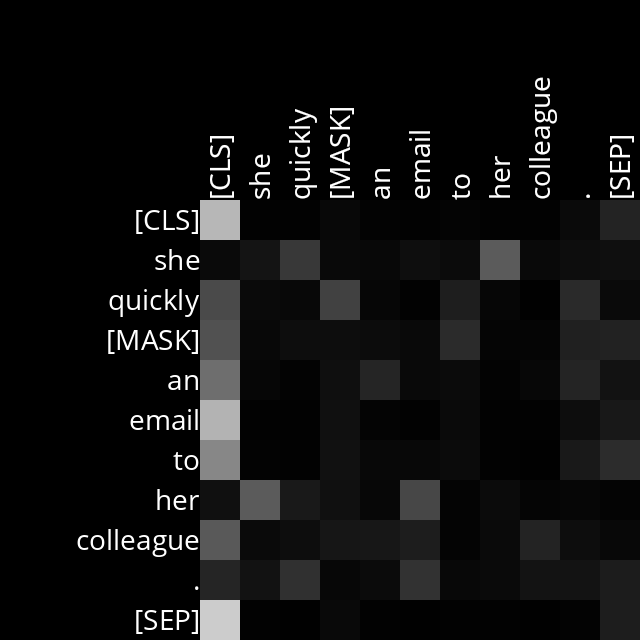 [CLS]
she
quickly
[MASK]
an
email
to
her
colleague
.
[SEP]
[CLS]
she
quickly
[MASK]
an
email
to
her
colleague
.
[SEP]